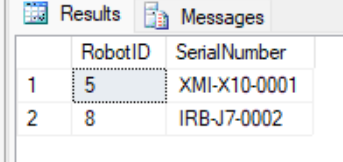 Results Messages
RobotID SerialNumber
1 5 XMI-X10-0001
2 8 IRB-J7-0002